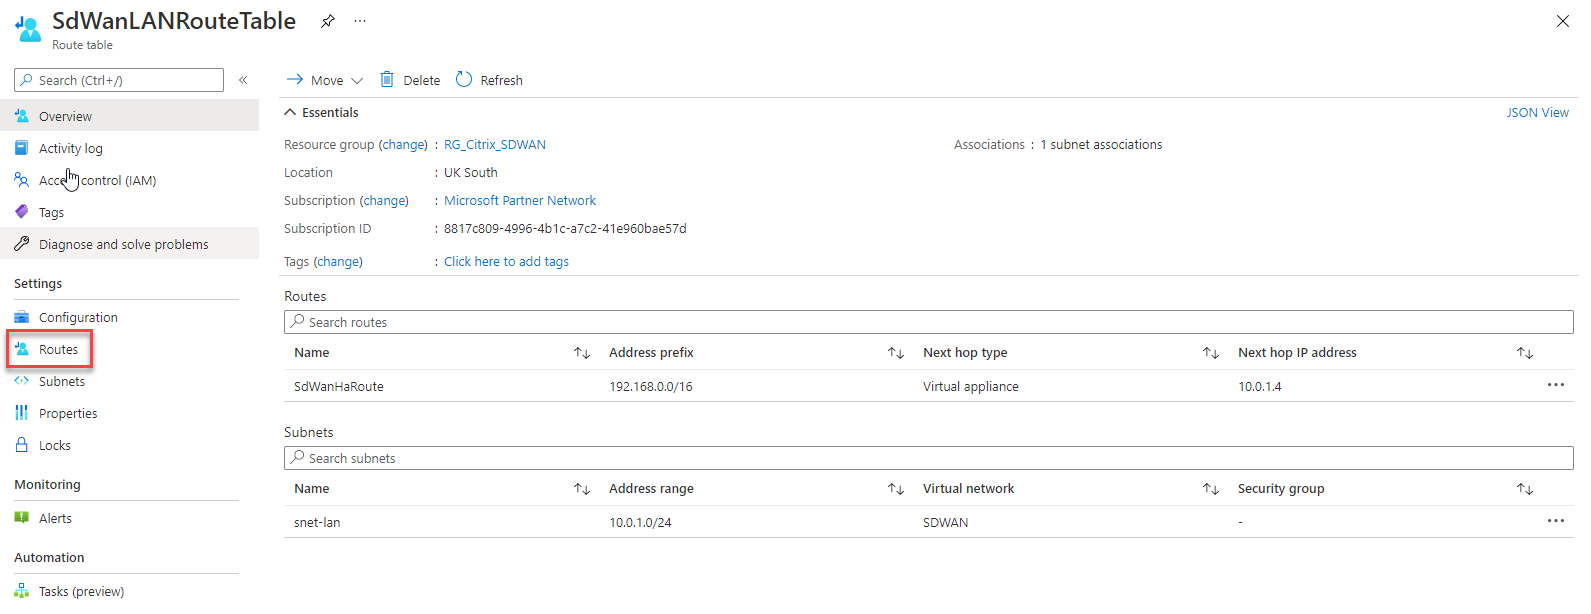 SdWanLANRouteTable
Route table
Search (Ctrl+/)
Overview
Activity log
Access control (IAM)
Tags
Diagnose and solve problems
Settings
Configuration
Routes
Subnets
Properties
Locks
Monitoring
Alerts
Automation
Tasks (preview)
Move Delete Refresh
Essentials JSON View
Resource group (change) : RG_Citrix_SDWAN Associations : 1 subnet associations
Location : UK South
Subscription (change) : Microsoft Partner Network
Subscription ID : 8817c809-4996-4b1c-a7c2-41e960bae57d
Tags (change) : Click here to add tags
Routes
Search routes
Name Address prefix Next hop type Next hop IP address
SdWanHaRoute 192.168.0.0/16 Virtual appliance 10.0.1.4
Subnets
Search subnets
Name Address range Virtual network Security group
snet-lan 10.0.1.0/24 SDWAN -